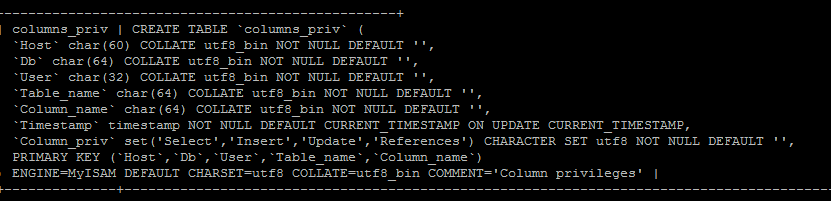 ------------------------------------------------+
| columns_priv | CREATE TABLE `columns_priv` (
`Host` char(60) COLLATE utf8_bin NOT NULL DEFAULT '',
`Db` char(64) COLLATE utf8_bin NOT NULL DEFAULT '',
`User` char(32) COLLATE utf8_bin NOT NULL DEFAULT '',
`Table_name` char(64) COLLATE utf8_bin NOT NULL DEFAULT '',
`Column_name` char(64) COLLATE utf8_bin NOT NULL DEFAULT '',
`Timestamp` timestamp NOT NULL DEFAULT CURRENT_TIMESTAMP ON UPDATE CURRENT_TIMESTAMP,
`Column_priv` set('Select','Insert','Update','References') CHARACTER SET utf8 NOT NULL DEFAULT '',
PRIMARY KEY (`Host`,`Db`,`User`,`Table_name`,`Column_name`)
) ENGINE=MyISAM DEFAULT CHARSET=utf8 COLLATE=utf8_bin COMMENT='Column privileges' |
+--------------+---------------------------------------------------------------------------------------